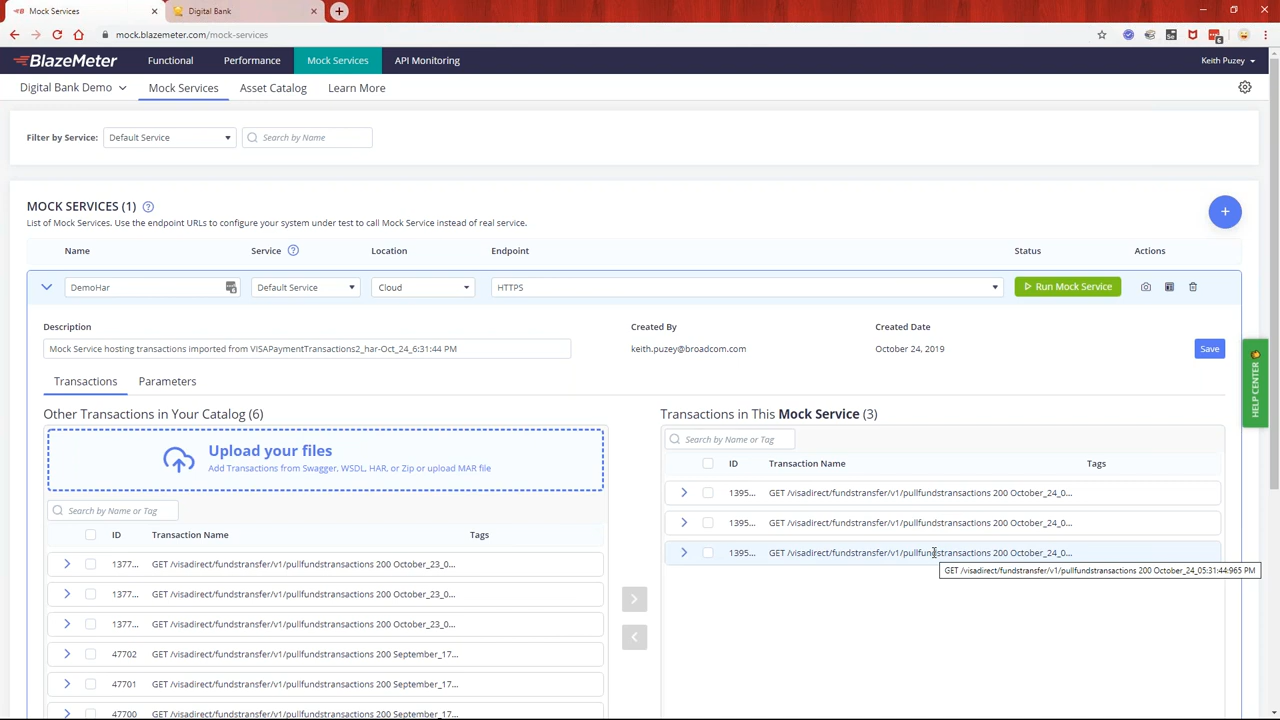 Mock Services
Digital Bank
mock.blazemeter.com/mock-services
BlazeMeter
Functional
Performance
Mock Services
API Monitoring
Keith Puzey
Digital Bank Demo
Mock Services
Asset Catalog
Learn More
Filter by Service:
Default Service
Search by Name
MOCK SERVICES (1)
List of Mock Services. Use the endpoint URLs to configure your system under test to call Mock Service instead of real service.
Name
Service
Location
Endpoint
Status
Actions
DemoHar
Default Service
Cloud
HTTPS
Run Mock Service
Description
Created By
Created Date
Mock Service hosting transactions imported from VISAPaymentTransactions2_har-Oct_24_6:31:44 PM
keith.puzey@broadcom.com
October 24, 2019
Save
HELP CENTER
Transactions
Parameters
Other Transactions in Your Catalog (6)
Upload your files
Add Transactions from Swagger, WSDL, HAR, or Zip or upload MAR file
Search by Name or Tag
ID
Transaction Name
Tags
1377... GET /visadirect/fundstransfer/v1/pullfundstransactions 200 October_23_0...
1377... GET /visadirect/fundstransfer/v1/pullfundstransactions 200 October_23_0...
1377... GET /visadirect/fundstransfer/v1/pullfundstransactions 200 October_23_0...
47702 GET /visadirect/fundstransfer/v1/pullfundstransactions 200 September_17...
47701 GET /visadirect/fundstransfer/v1/pullfundstransactions 200 September_17...
47700 GET /visadirect/fundstransfer/v1/pullfundstransactions 200 September_17...
Transactions in This Mock Service (3)
Search by Name or Tag
ID
Transaction Name
Tags
1395... GET /visadirect/fundstransfer/v1/pullfundstransactions 200 October_24_0...
1395... GET /visadirect/fundstransfer/v1/pullfundstransactions 200 October_24_0...
1395... GET /visadirect/fundstransfer/v1/pullfundstransactions 200 October_24_0...
GET /visadirect/fundstransfer/v1/pullfundstransactions 200 October_24_05:31:44:965 PM